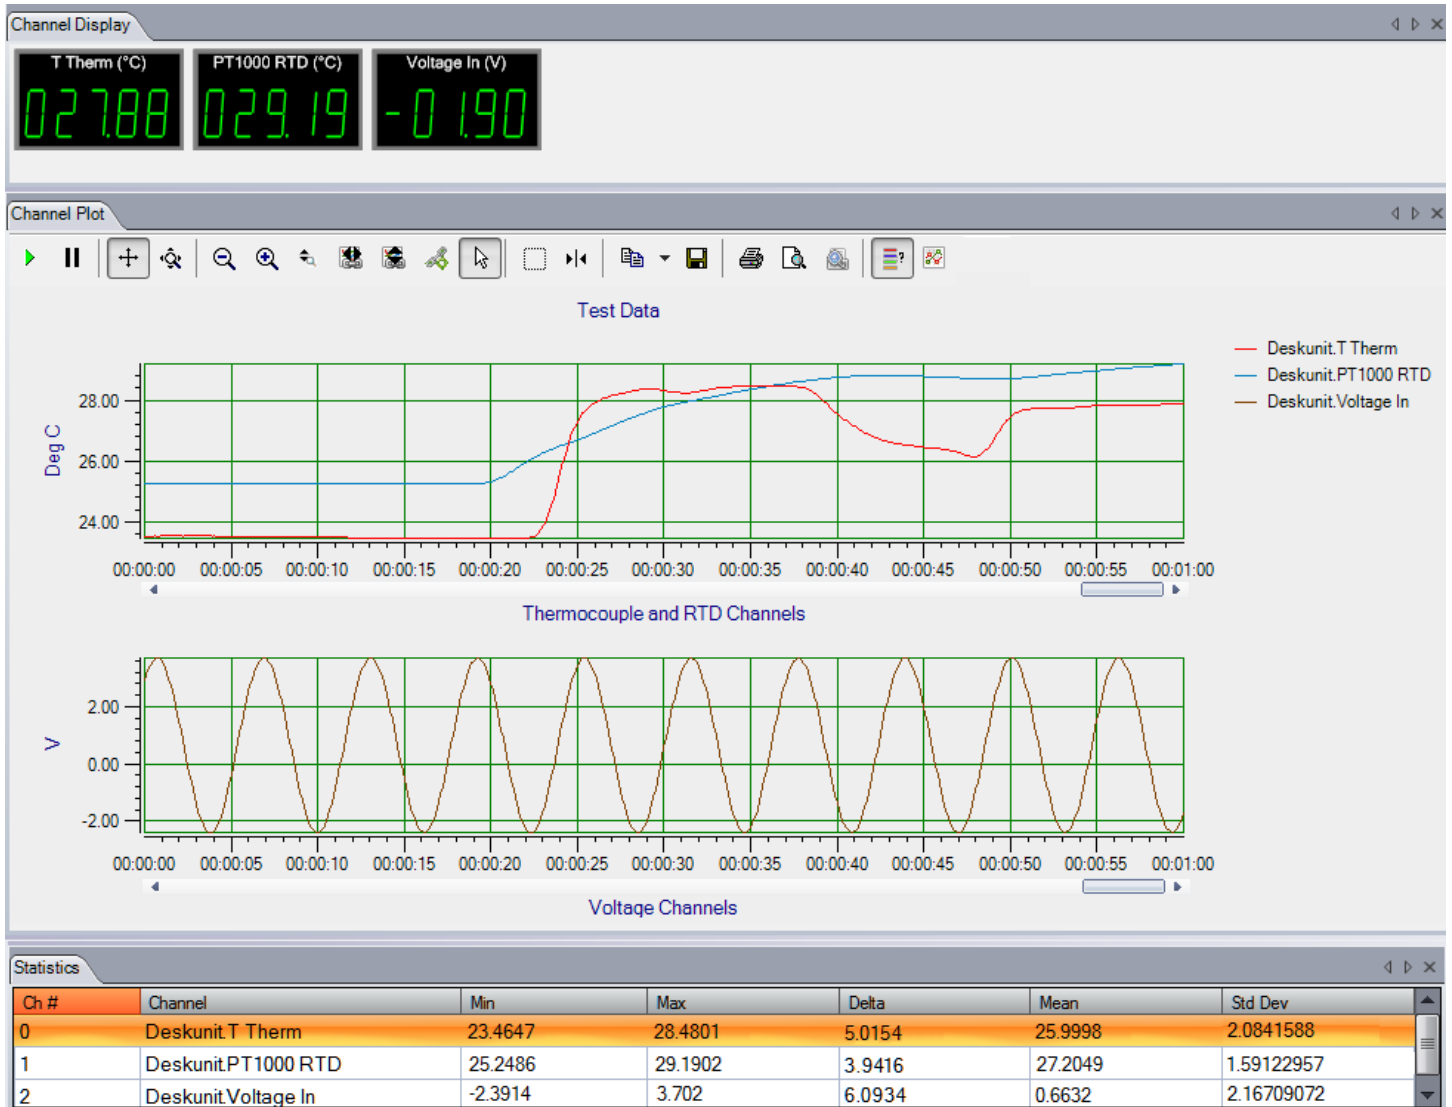 Channel Display
T Therm (°C) PT1000 RTD (°C) Voltage In (V)
027.88 029.19 -01.90
Channel Plot
Test Data
Deskunit.T Therm
Deskunit.PT1000 RTD
Deskunit.Voltage In
Deg C
28.00
26.00
24.00
00:00:00 00:00:05 00:00:10 00:00:15 00:00:20 00:00:25 00:00:30 00:00:35 00:00:40 00:00:45 00:00:50 00:00:55 00:01:00
Thermocouple and RTD Channels
V
2.00
0.00
-2.00
00:00:00 00:00:05 00:00:10 00:00:15 00:00:20 00:00:25 00:00:30 00:00:35 00:00:40 00:00:45 00:00:50 00:00:55 00:01:00
Voltage Channels
Statistics
Ch # Channel Min Max Delta Mean Std Dev
0 Deskunit.T Therm 23.4647 28.4801 5.0154 25.9998 2.0841588
1 Deskunit.PT1000 RTD 25.2486 29.1902 3.9416 27.2049 1.59122957
2 Deskunit.Voltage In -2.3914 3.702 6.0934 0.6632 2.16709072